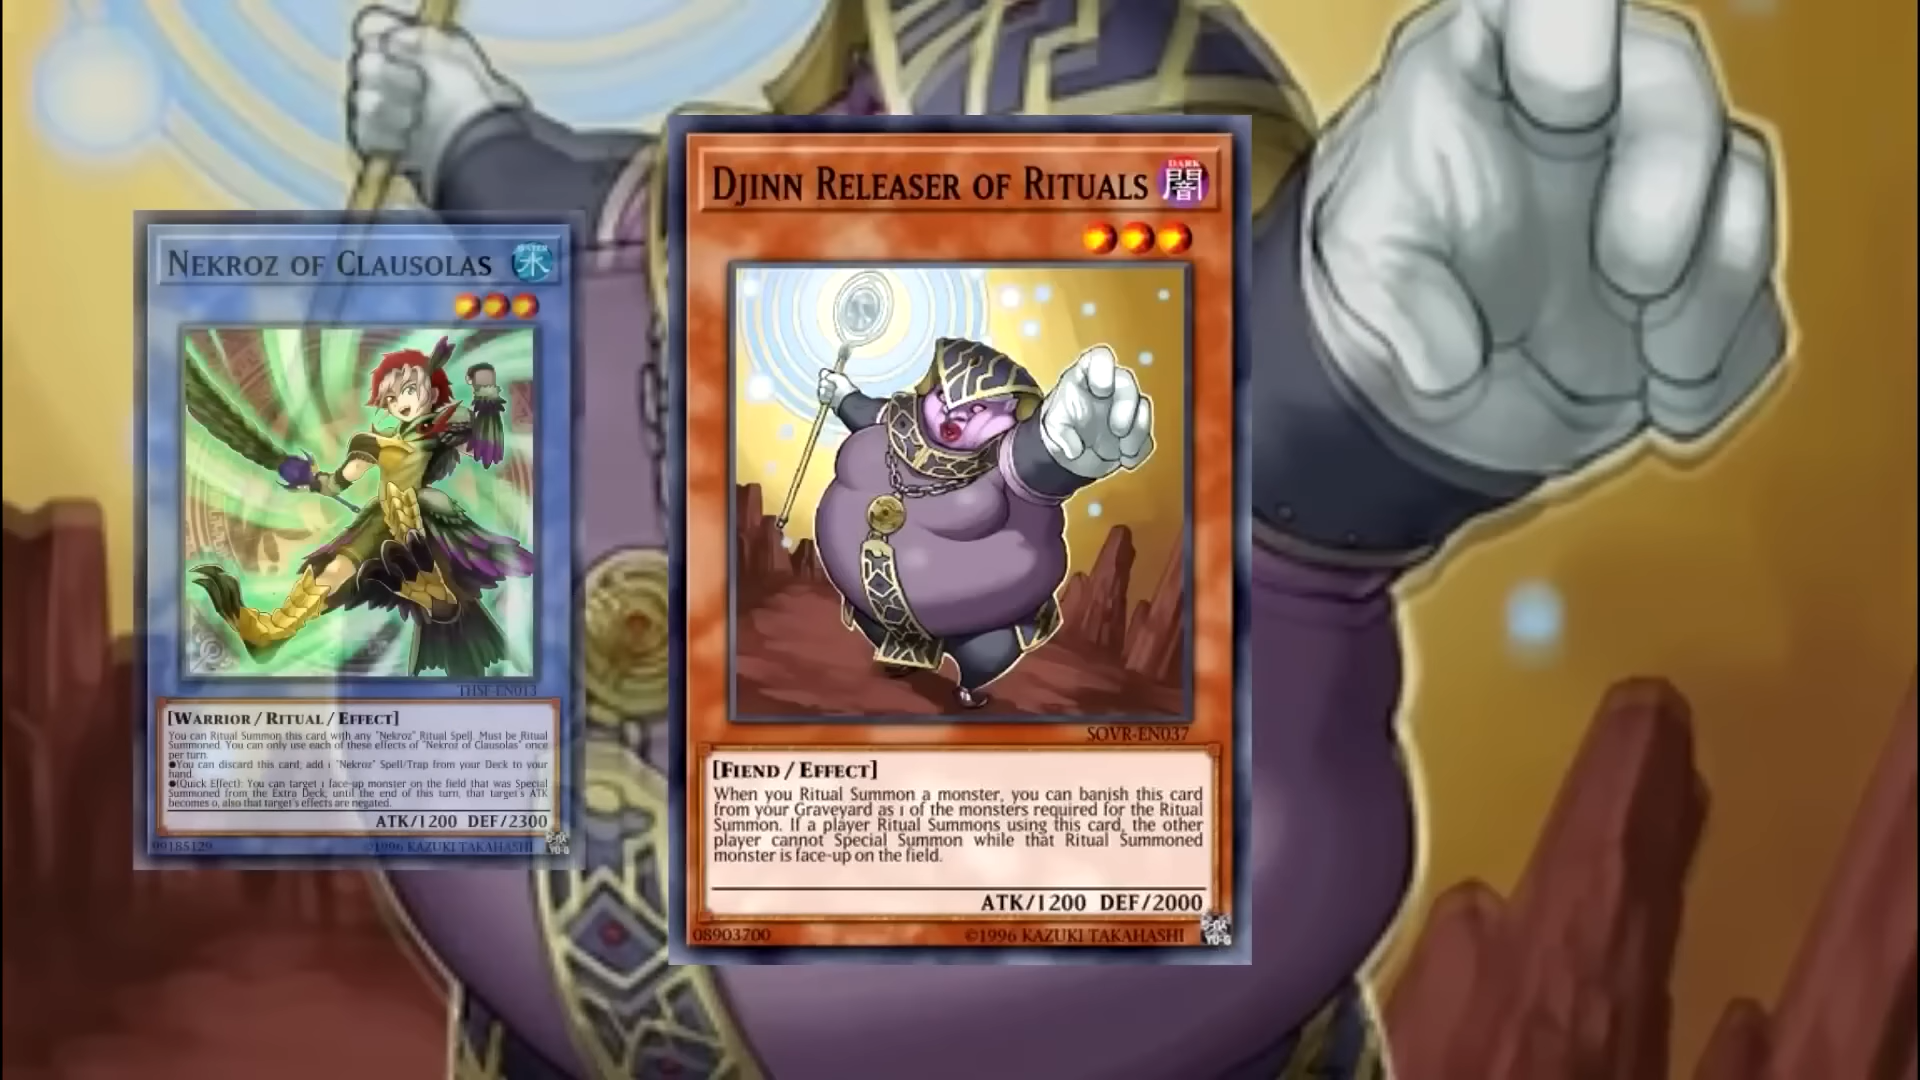 NEKROZ OF CLAUSOLAS
WATER
水
THSF-EN013
[WARRIOR / RITUAL / EFFECT]
You can Ritual Summon this card with any "Nekroz" Ritual Spell. Must be Ritual
Summoned. You can only use each of these effects of "Nekroz of Clausolas" once
per turn.
●You can discard this card; add 1 "Nekroz" Spell/Trap from your Deck to your
hand.
●(Quick Effect): You can target 1 face-up monster on the field that was Special
Summoned from the Extra Deck; until the end of this turn, that target's ATK
becomes 0, also that target's effects are negated.
ATK/1200 DEF/2300
99185129
©1996 KAZUKI TAKAHASHI
DJINN RELEASER OF RITUALS
DARK
闇
SOVR-EN037
[FIEND / EFFECT]
When you Ritual Summon a monster, you can banish this card
from your Graveyard as 1 of the monsters required for the Ritual
Summon. If a player Ritual Summons using this card, the other
player cannot Special Summon while that Ritual Summoned
monster is face-up on the field.
ATK/1200 DEF/2000
08903700
©1996 KAZUKI TAKAHASHI